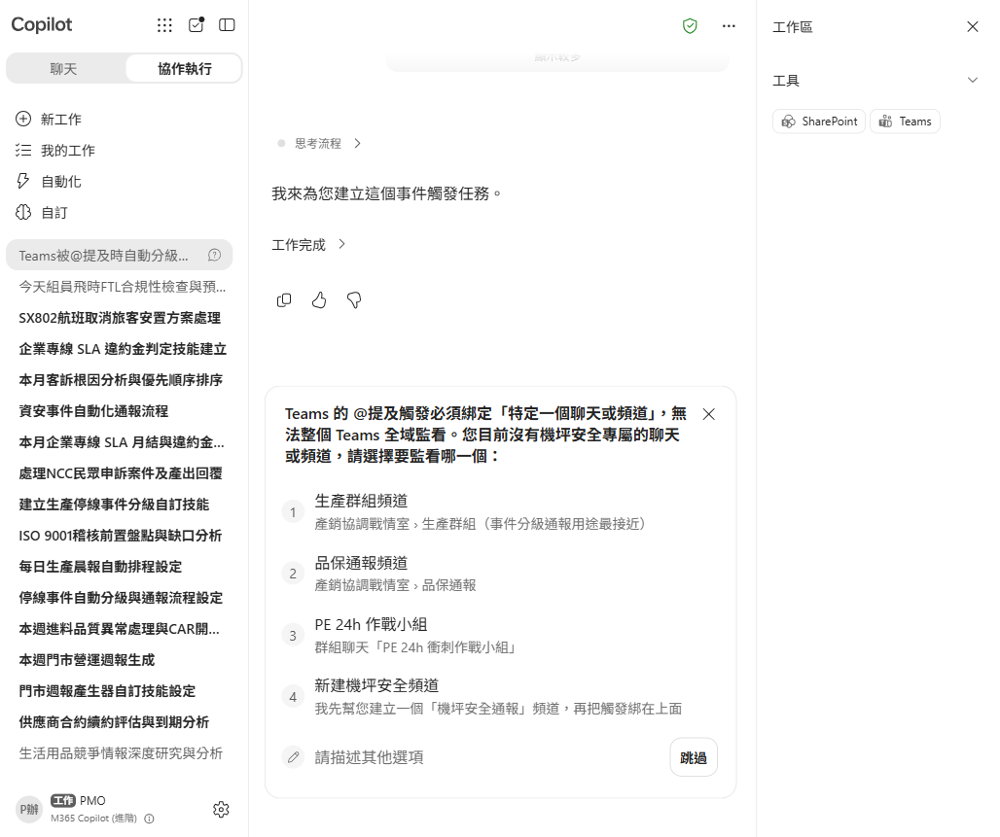 Copilot
聊天
協作執行
新工作
我的工作
自動化
自訂
Teams被@提及時自動分級...
今天組員飛時FTL合規性檢查與預...
SX802航班取消旅客安置方案處理
企業專線 SLA 違約金判定技能建立
本月客訴根因分析與優先順序排序
資安事件自動化通報流程
本月企業專線 SLA 月結與違約金...
處理NCC民眾申訴案件及產出回覆
建立生產停線事件分級自訂技能
ISO 9001稽核前置盤點與缺口分析
每日生產晨報自動排程設定
停線事件自動分級與通報流程設定
本週進料品質異常處理與CAR開...
本週門市營運週報生成
門市週報產生器自訂技能設定
供應商合約續約評估與到期分析
生活用品競爭情報深度研究與分析
P辦
工作 PMO
M365 Copilot (進階)
顯示較多
思考流程
我來為您建立這個事件觸發任務。
工作完成
Teams 的 @提及觸發必須綁定「特定一個聊天或頻道」，無
法整個 Teams 全域監看。您目前沒有機坪安全專屬的聊天
或頻道，請選擇要監看哪一個：
1
生產群組頻道
產銷協調戰情室 › 生產群組（事件分級通報用途最接近）
2
品保通報頻道
產銷協調戰情室 › 品保通報
3
PE 24h 作戰小組
群組聊天「PE 24h 衝刺作戰小組」
4
新建機坪安全頻道
我先幫您建立一個「機坪安全通報」頻道，再把觸發綁在上面
請描述其他選項
跳過
工作區
工具
SharePoint
Teams